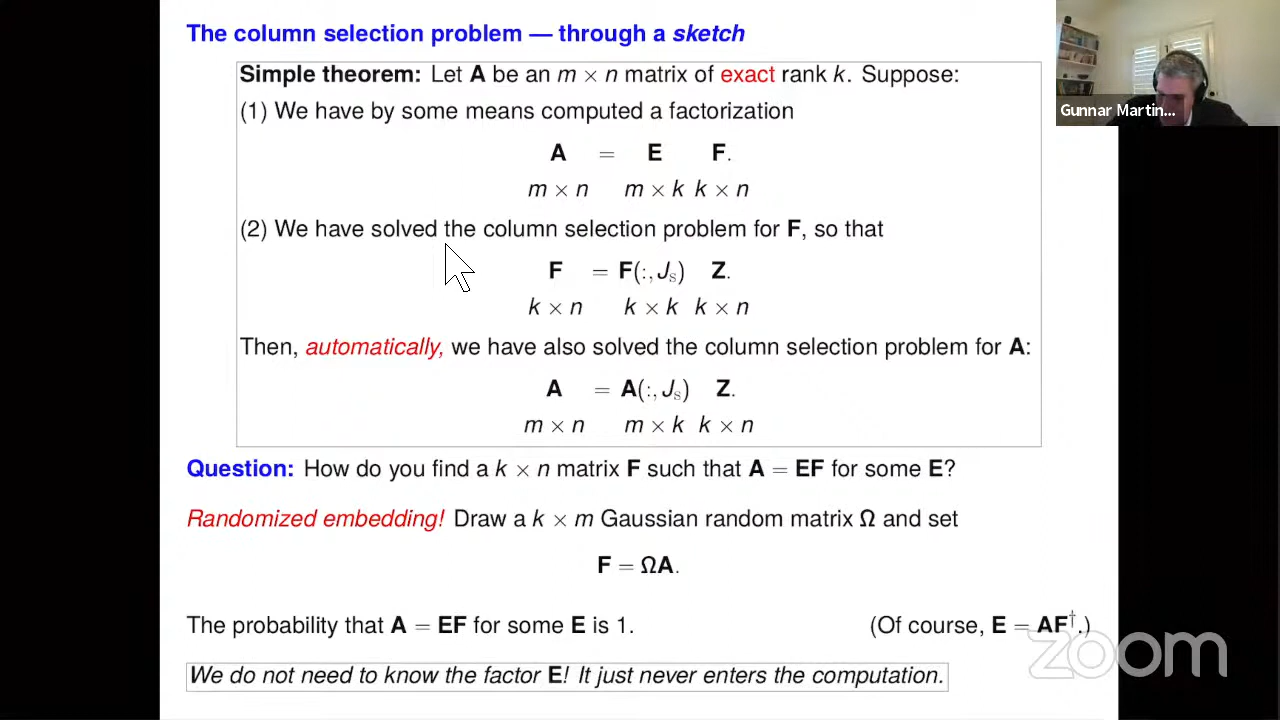 The column selection problem — through a sketch
Simple theorem: Let A be an m × n matrix of exact rank k. Suppose:
(1) We have by some means computed a factorization
A = E F.
m × n m × k k × n
(2) We have solved the column selection problem for F, so that
F = F(:, Js) Z.
k × n k × k k × n
Then, automatically, we have also solved the column selection problem for A:
A = A(:, Js) Z.
m × n m × k k × n
Question: How do you find a k × n matrix F such that A = EF for some E?
Randomized embedding! Draw a k × m Gaussian random matrix Ω and set
F = ΩA.
The probability that A = EF for some E is 1. (Of course, E = AF†.)
We do not need to know the factor E! It just never enters the computation.
Gunnar Martin...
zoom